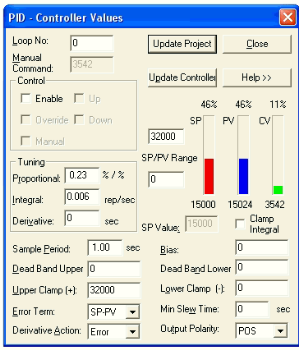 PID - Controller Values
Loop No: 0
Update Project
Close
Manual Command: 3542
Update Controller
Help >>
Control
Enable
Up
Override
Down
Manual
46% 46% 11%
SP PV CV
32000
SP/PV Range
0
15000 15024 3542
Tuning
Proportional: 0.23 % / %
Integral: 0.006 rep/sec
Derivative: 0 sec
SP Value: 15000
Clamp Integral
Sample Period: 1.00 sec
Bias: 0
Dead Band Upper 0
Dead Band Lower 0
Upper Clamp (+): 32000
Lower Clamp (-): 0
Error Term: SP-PV
Min Slew Time: 0 sec
Derivative Action: Error
Output Polarity: POS